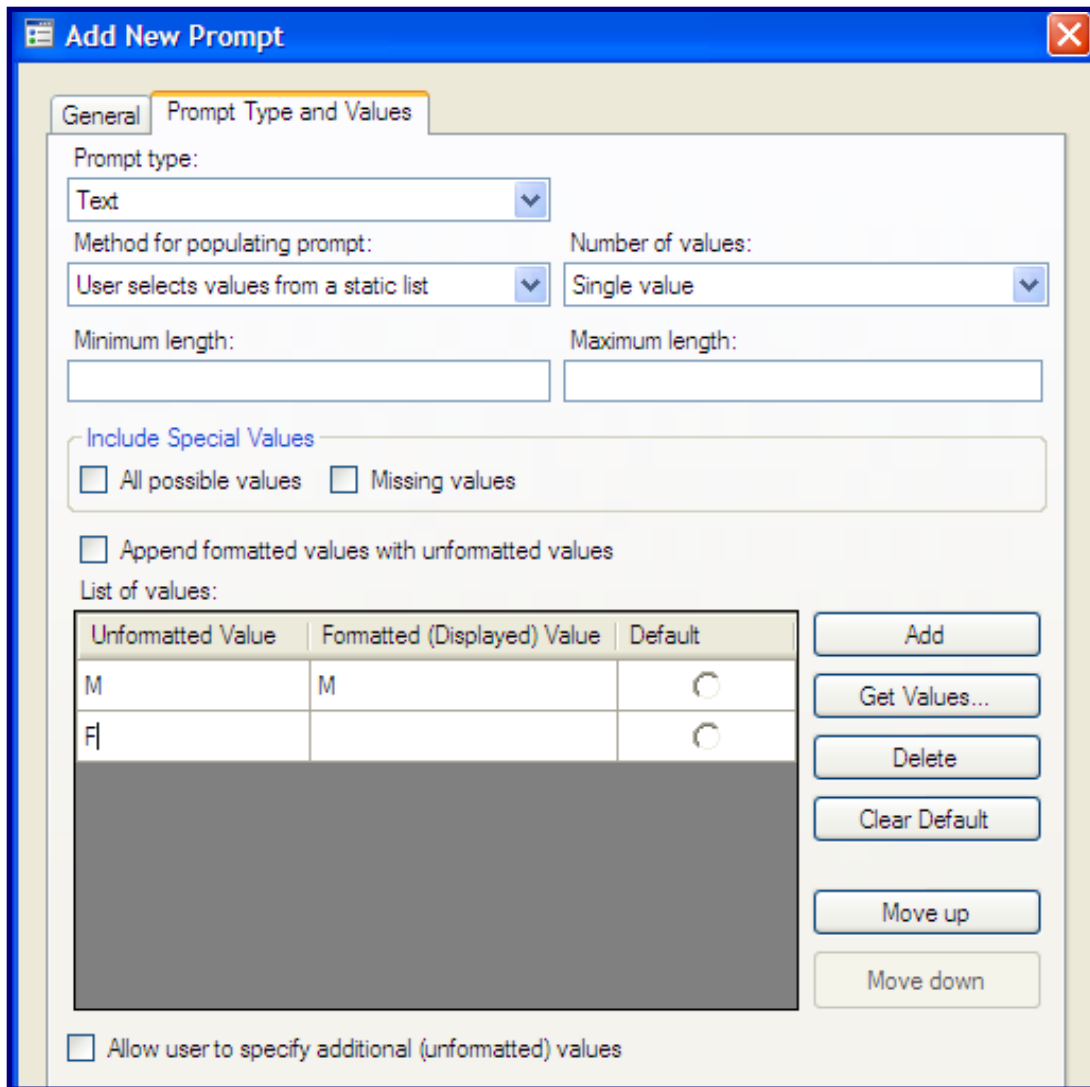 Add New Prompt
General Prompt Type and Values
Prompt type:
Text
Method for populating prompt: Number of values:
User selects values from a static list Single value
Minimum length: Maximum length:
Include Special Values
All possible values Missing values
Append formatted values with unformatted values
List of values:
Unformatted Value Formatted (Displayed) Value Default Add
M M Get Values...
F Delete
Clear Default
Move up
Move down
Allow user to specify additional (unformatted) values